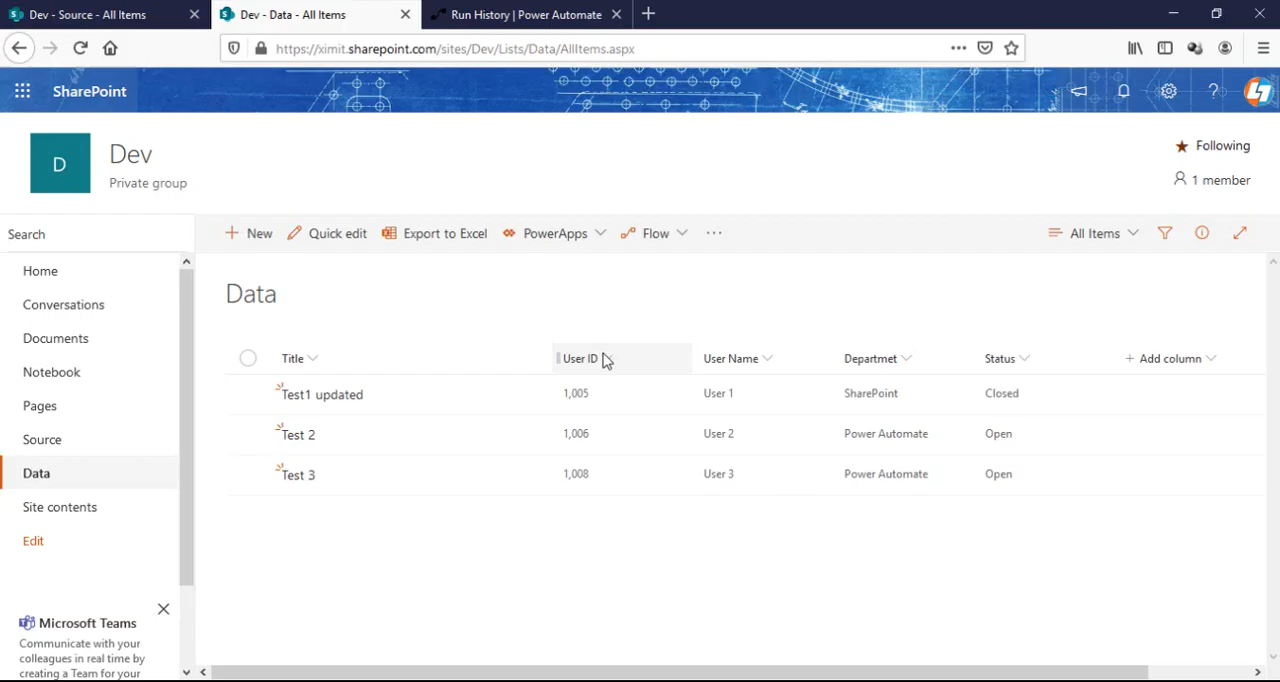 Dev - Source - All Items
Dev - Data - All Items
Run History | Power Automate
https://ximit.sharepoint.com/sites/Dev/Lists/Data/AllItems.aspx
SharePoint
D
Dev
Private group
Following
1 member
Search
New
Quick edit
Export to Excel
PowerApps
Flow
All Items
Home
Conversations
Documents
Notebook
Pages
Source
Data
Site contents
Edit
Microsoft Teams
Communicate with your
colleagues in real time by
creating a Team for your
Data
Title User ID User Name Departmet Status Add column
Test1 updated 1,005 User 1 SharePoint Closed
Test 2 1,006 User 2 Power Automate Open
Test 3 1,008 User 3 Power Automate Open